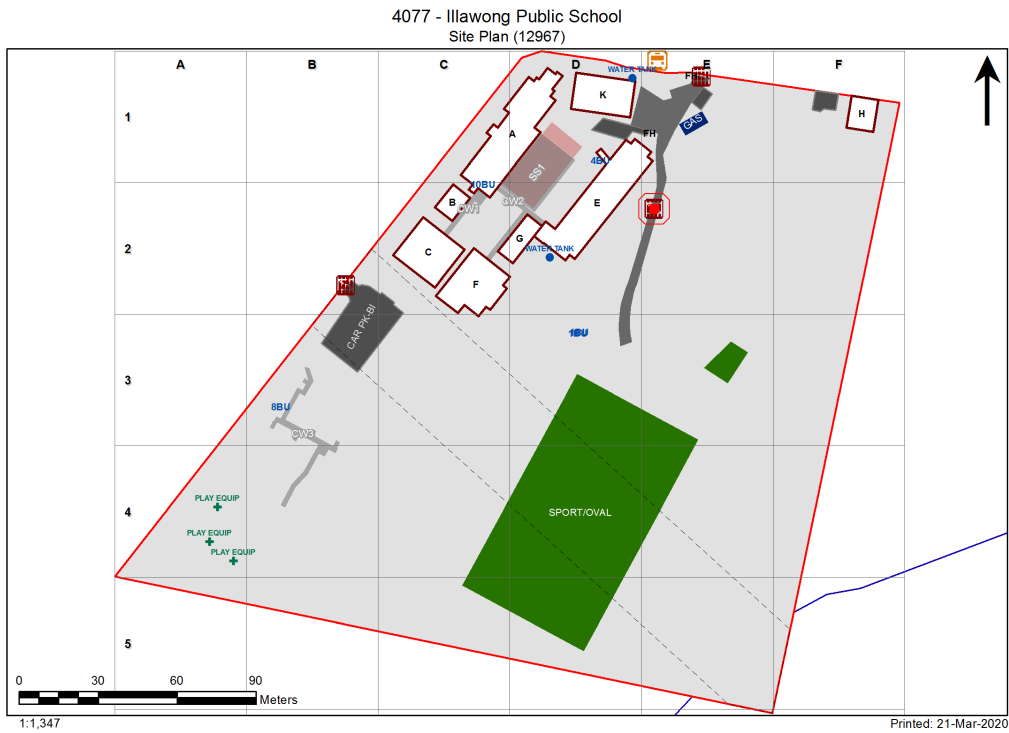 4077 - Illawong Public School
Site Plan (12967)
A
B
C
D
E
F
WATER TANK
FH
K
H
1
A
FH
GAS
4BU
SS1
10BU
B
CW1
CW2
E
G
2
C
WATER TANK
F
CAR PK-BI
1BU
3
8BU
CW3
PLAY EQUIP
4
SPORT/OVAL
PLAY EQUIP
PLAY EQUIP
5
0 30 60 90
Meters
1:1,347
Printed: 21-Mar-2020